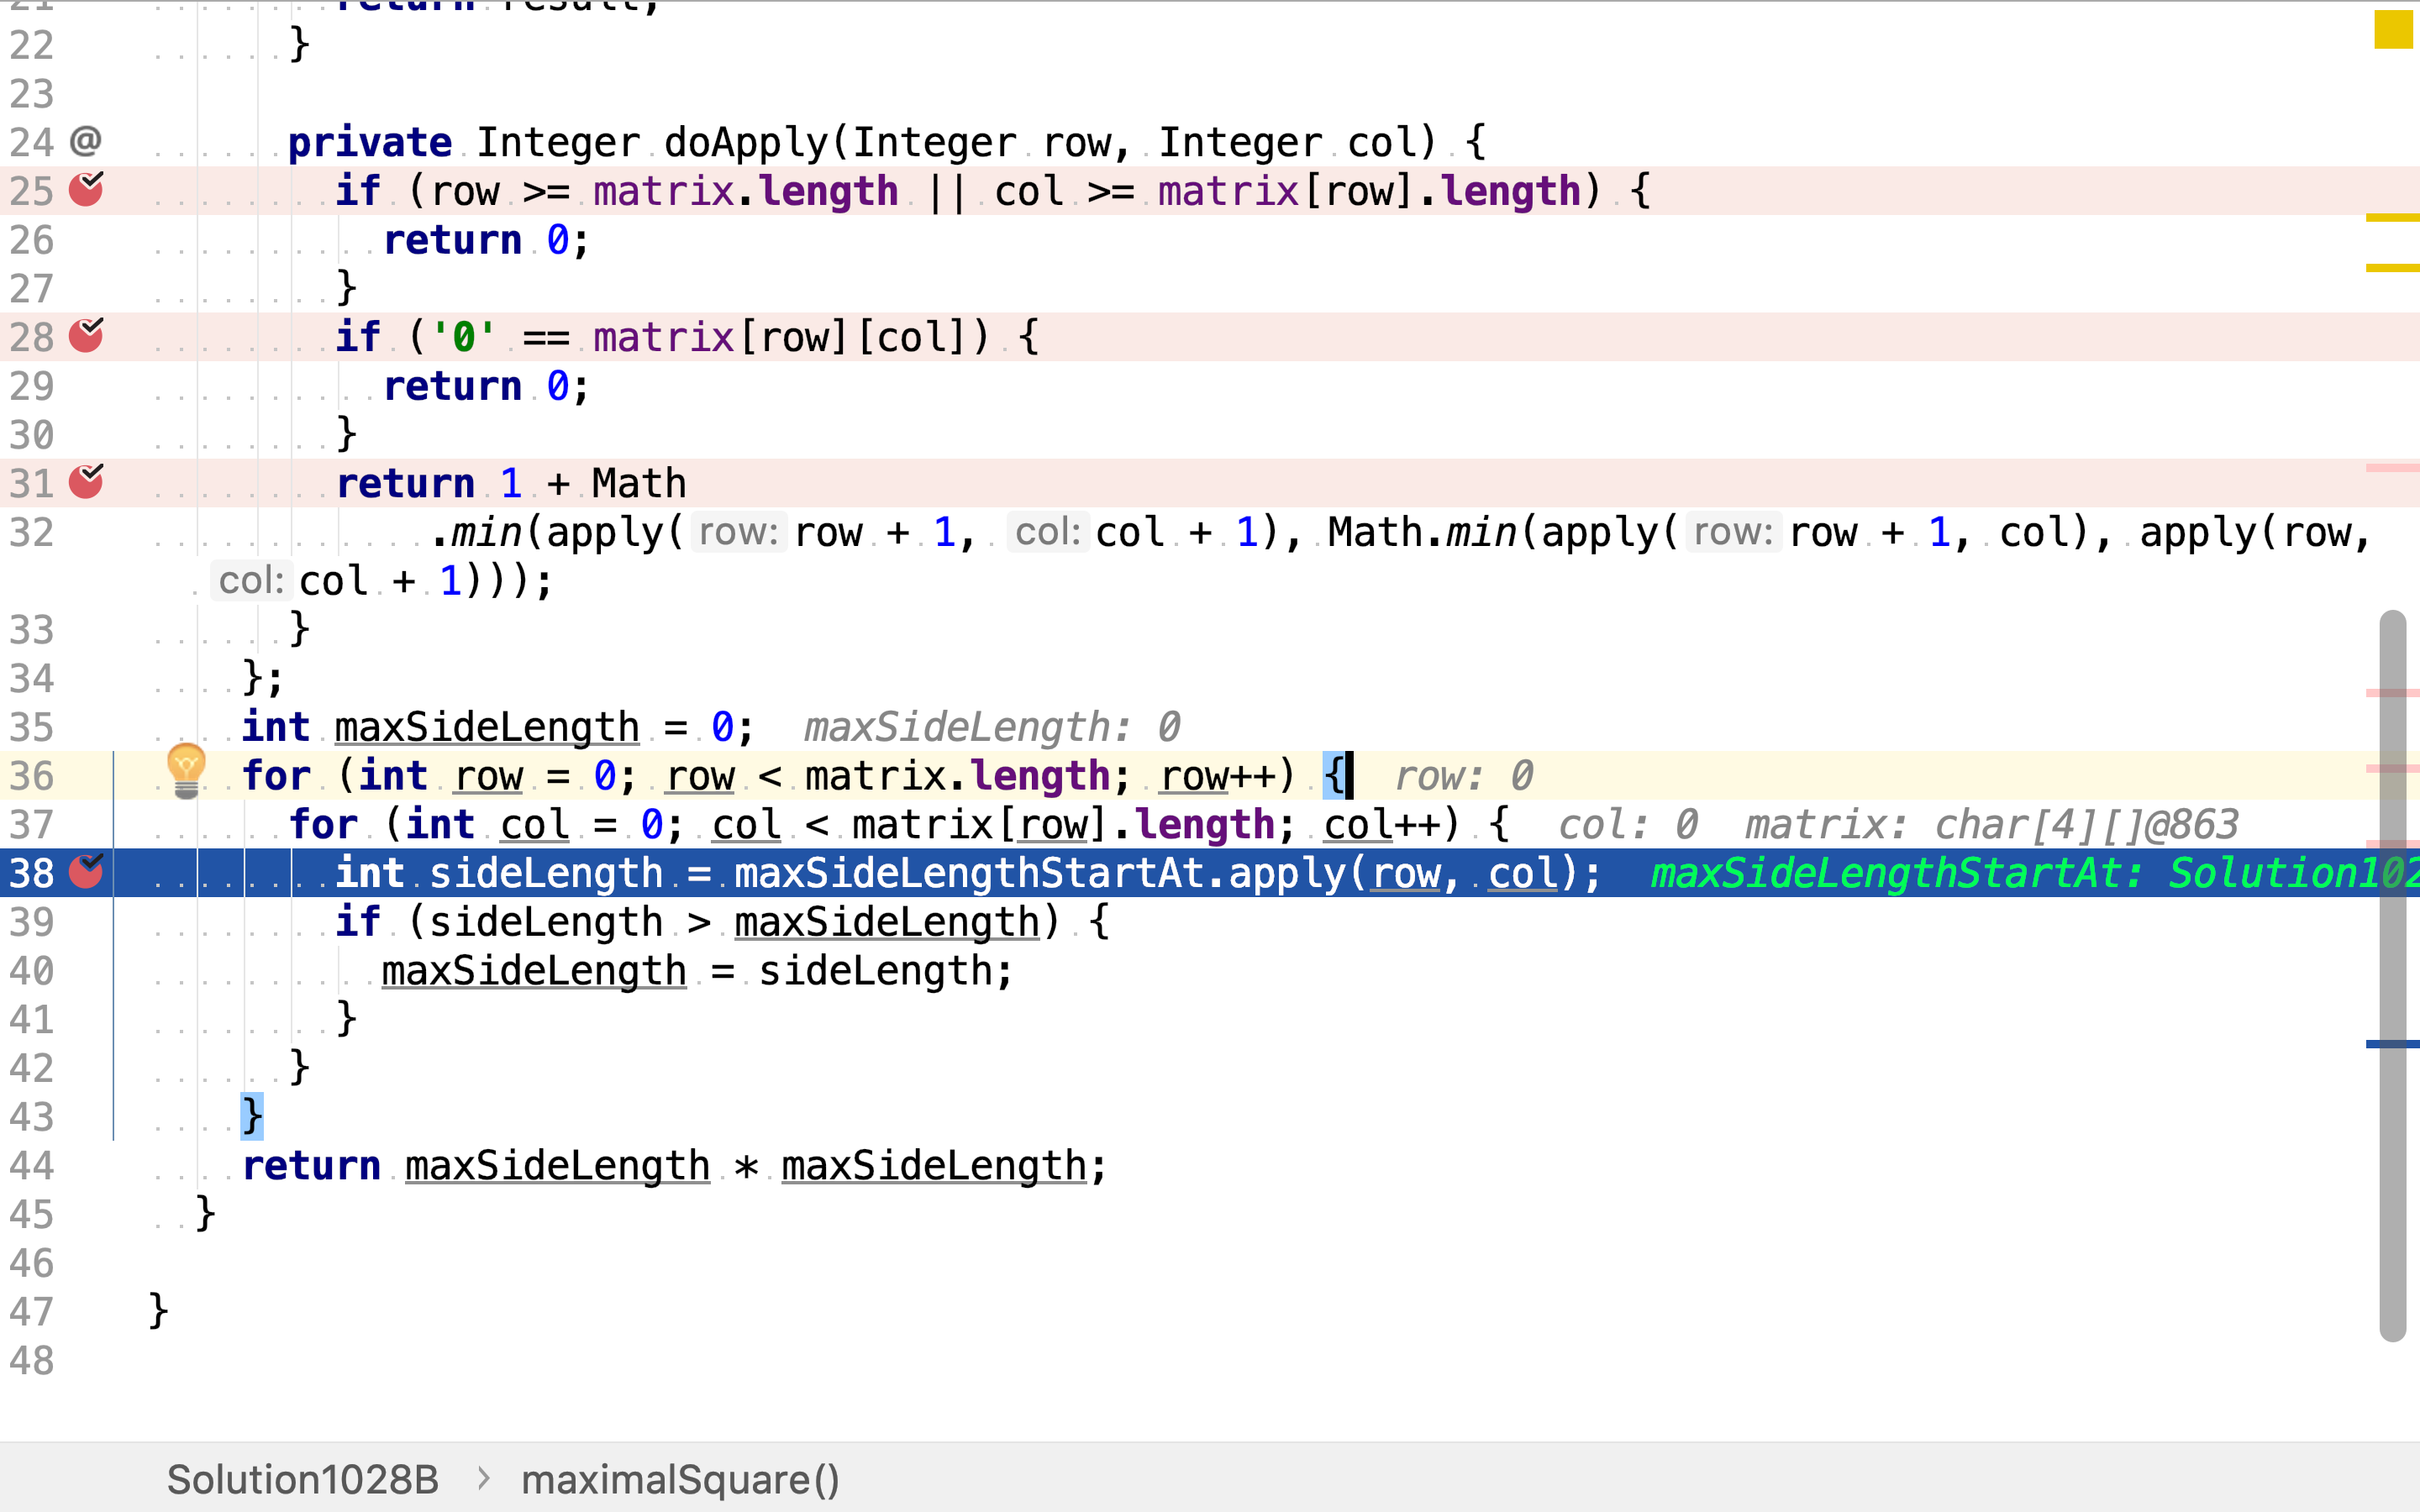 21 return result;
22 }
23
24 @ private Integer doApply(Integer row, Integer col) {
25 if (row >= matrix.length || col >= matrix[row].length) {
26 return 0;
27 }
28 if ('0' == matrix[row][col]) {
29 return 0;
30 }
31 return 1 + Math
32 .min(apply( row: row + 1, col: col + 1), Math.min(apply( row: row + 1, col), apply(row,
col: col + 1)));
33 }
34 };
35 int maxSideLength = 0; maxSideLength: 0
36 for (int row = 0; row < matrix.length; row++) { row: 0
37 for (int col = 0; col < matrix[row].length; col++) { col: 0 matrix: char[4][]@863
38 int sideLength = maxSideLengthStartAt.apply(row, col); maxSideLengthStartAt: Solution102
39 if (sideLength > maxSideLength) {
40 maxSideLength = sideLength;
41 }
42 }
43 }
44 return maxSideLength * maxSideLength;
45 }
46
47 }
48
Solution1028B > maximalSquare()